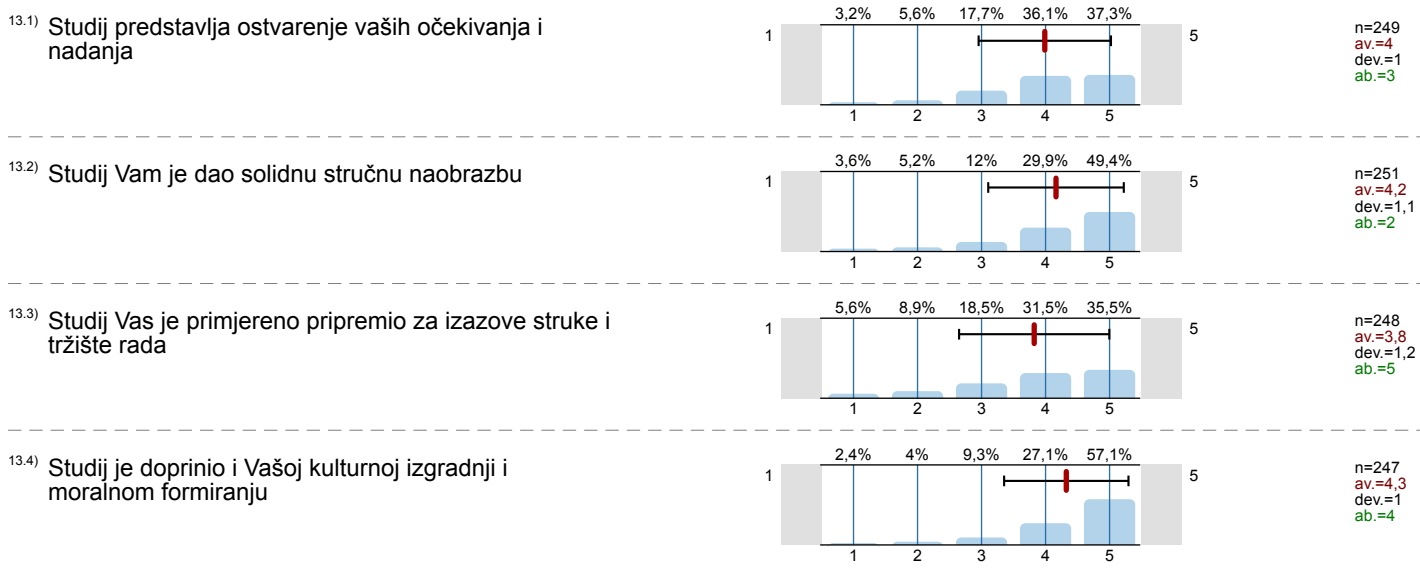 13.1) Studij predstavlja ostvarenje vaših očekivanja i
nadanja
3,2% 5,6% 17,7% 36,1% 37,3%
1 5
1 2 3 4 5
n=249
av.=4
dev.=1
ab.=3
13.2) Studij Vam je dao solidnu stručnu naobrazbu
3,6% 5,2% 12% 29,9% 49,4%
1 5
1 2 3 4 5
n=251
av.=4,2
dev.=1,1
ab.=2
13.3) Studij Vas je primjereno pripremio za izazove struke i
tržište rada
5,6% 8,9% 18,5% 31,5% 35,5%
1 5
1 2 3 4 5
n=248
av.=3,8
dev.=1,2
ab.=5
13.4) Studij je doprinio i Vašoj kulturnoj izgradnji i
moralnom formiranju
2,4% 4% 9,3% 27,1% 57,1%
1 5
1 2 3 4 5
n=247
av.=4,3
dev.=1
ab.=4